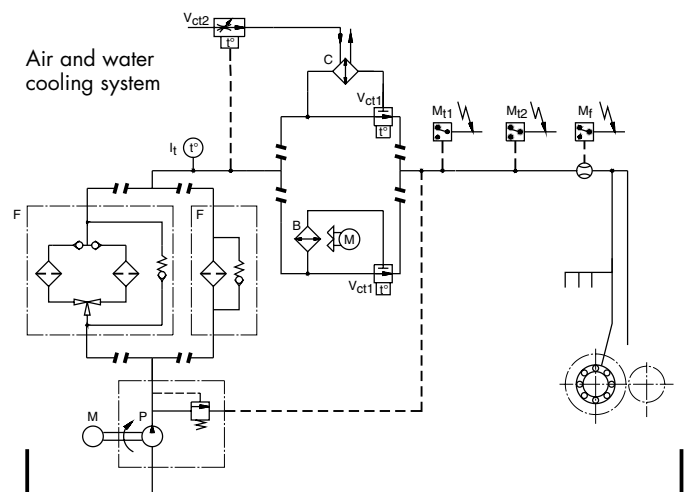 Air and water
cooling system
Vct2
t°
C
Vct1
t°
It
t°
Mt1
Mt2
Mf
F
F
B
M
Vct1
t°
M
P